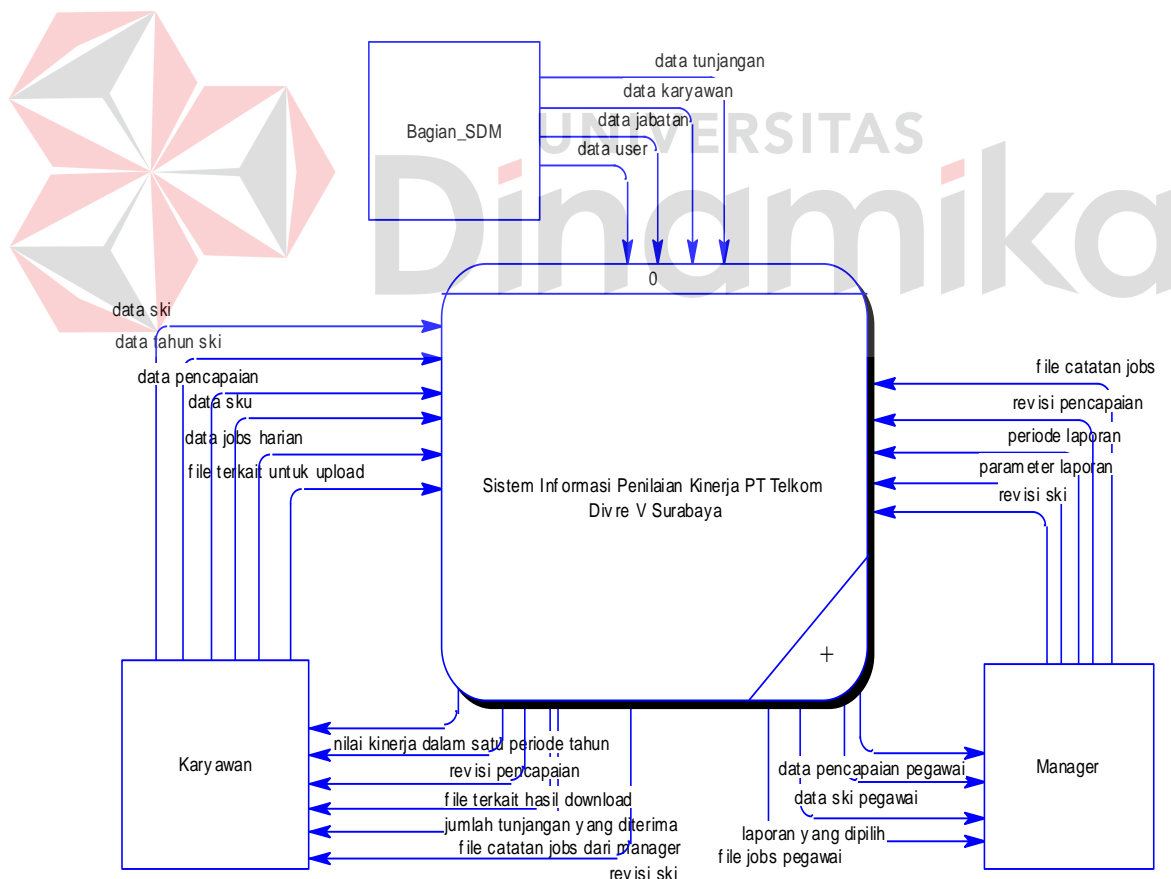 data tunjangan
data karyawan
data jabatan
data user
Bagian_SDM
UNIVERSITAS
Dinamika
0
data ski
data tahun ski
data pencapaian
data sku
data jobs harian
file terkait untuk upload
file catatan jobs
revisi pencapaian
periode laporan
parameter laporan
revisi ski
Sistem Informasi Penilaian Kinerja PT Telkom
Divre V Surabaya
+
Karyawan
nilai kinerja dalam satu periode tahun
revisi pencapaian
file terkait hasil download
jumlah tunjangan yang diterima
file catatan jobs dari manager
revisi ski
data pencapaian pegawai
data ski pegawai
laporan yang dipilih
file jobs pegawai
Manager